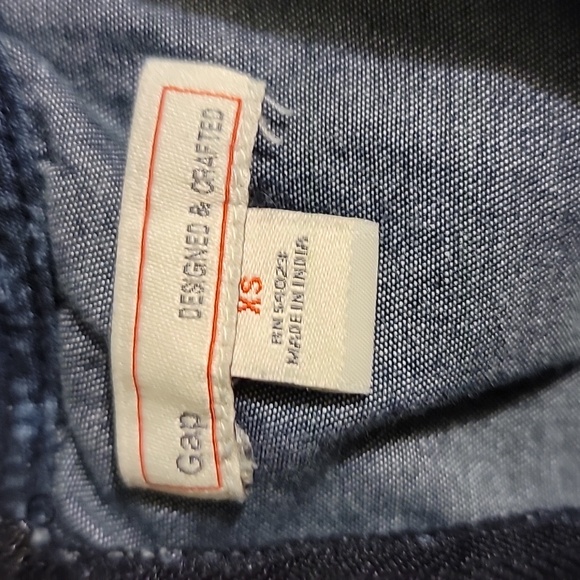 Gap DESIGNED & CRAFTED
XS
RN 54023
MADE IN INDIA